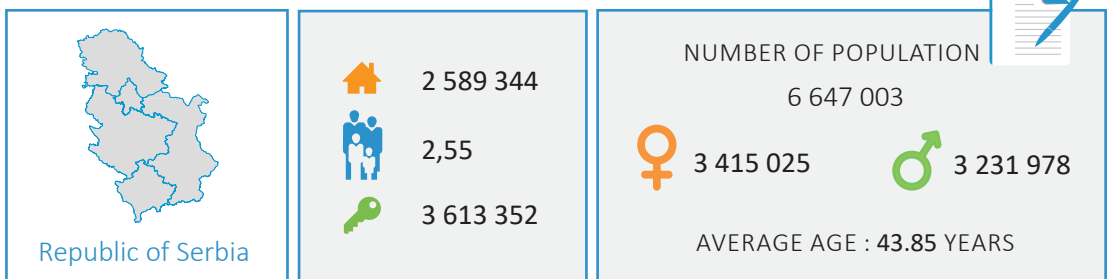 Republic of Serbia
2 589 344
2,55
3 613 352
NUMBER OF POPULATION
6 647 003
3 415 025
3 231 978
AVERAGE AGE : 43.85 YEARS